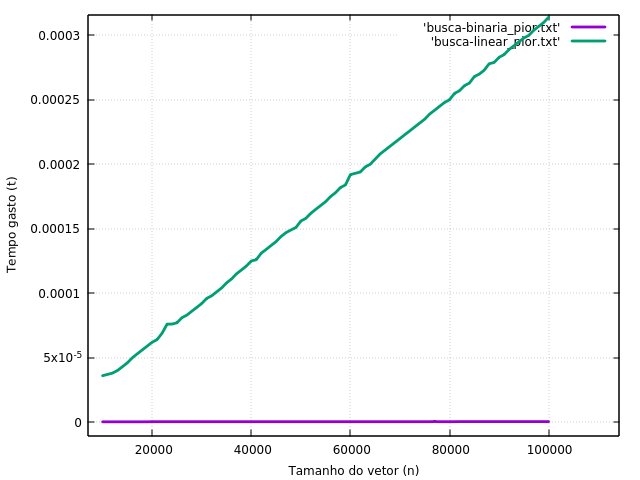 'busca-binaria_pior.txt'
'busca-linear_pior.txt'
0.0003
0.00025
0.0002
0.00015
0.0001
5x10-5
0
Tempo gasto (t)
20000 40000 60000 80000 100000
Tamanho do vetor (n)